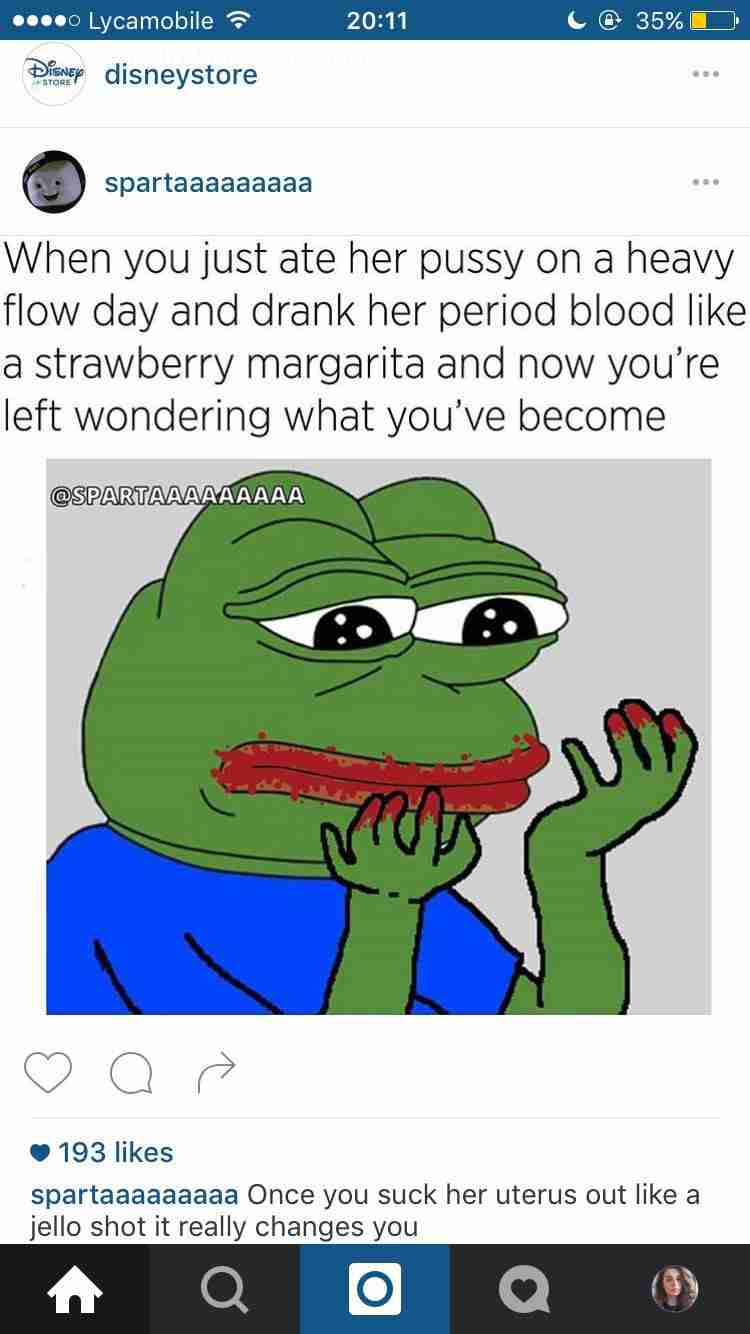 Lycamobile 20:11 35%
DISNEY STORE disneystore
spartaaaaaaaaa
When you just ate her pussy on a heavy
flow day and drank her period blood like
a strawberry margarita and now you’re
left wondering what you’ve become
@SPARTAAAAAAAAA
193 likes
spartaaaaaaaaa Once you suck her uterus out like a
jello shot it really changes you